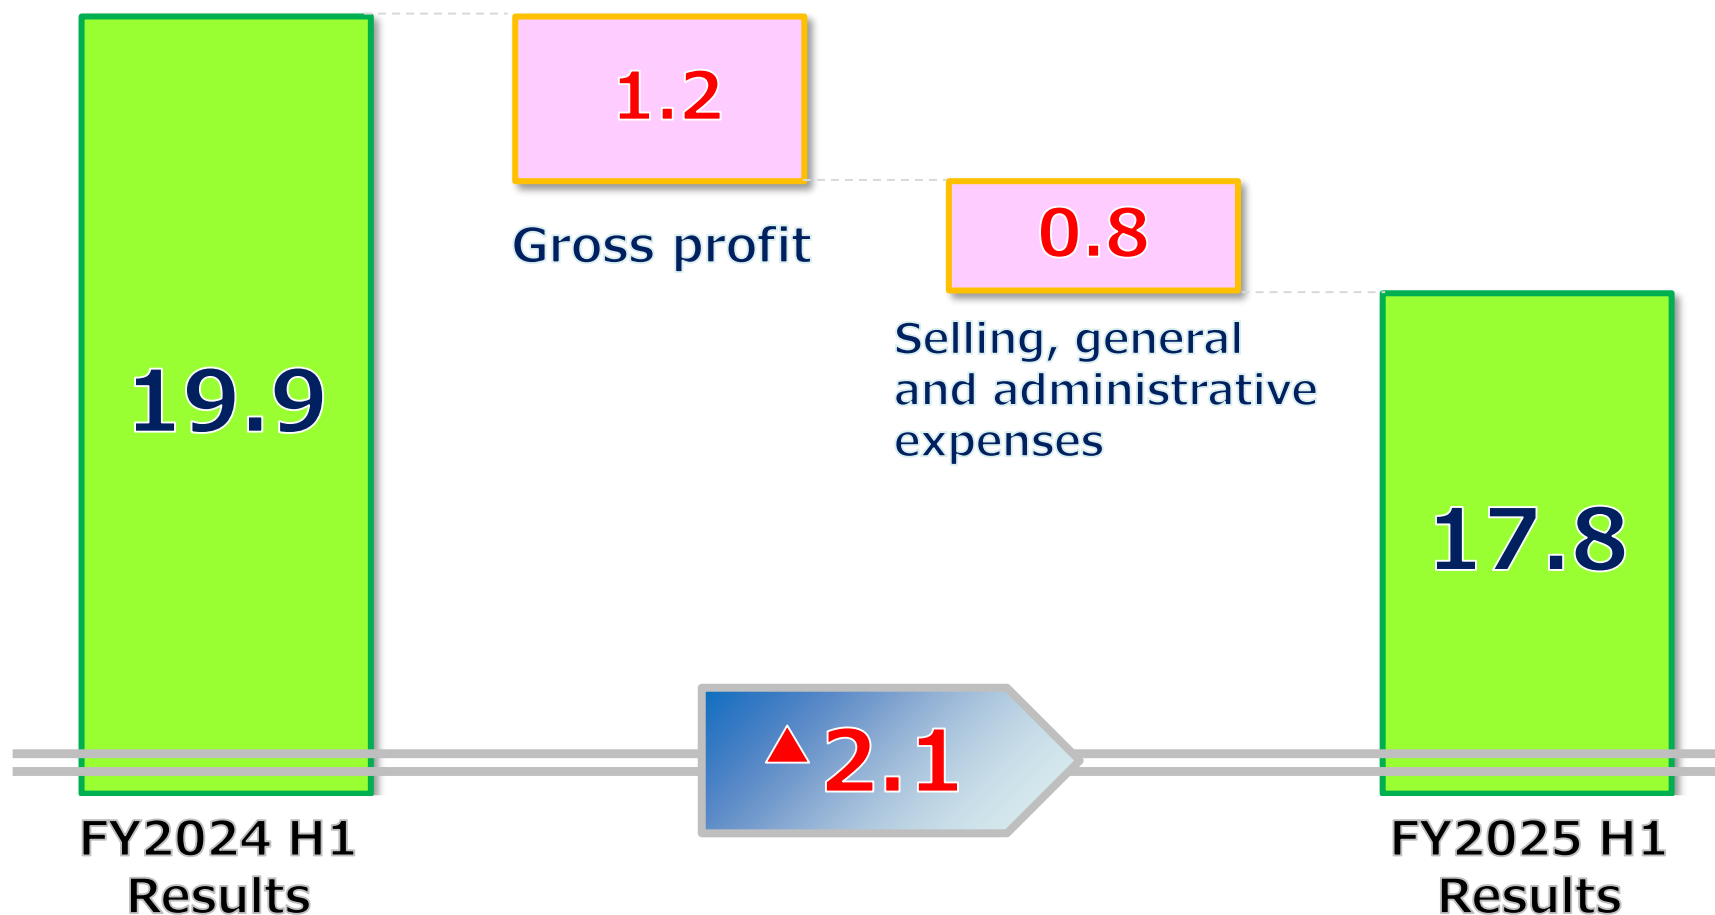 1.2
Gross profit
0.8
Selling, general
and administrative
expenses
19.9
17.8
▲2.1
FY2024 H1
Results
FY2025 H1
Results